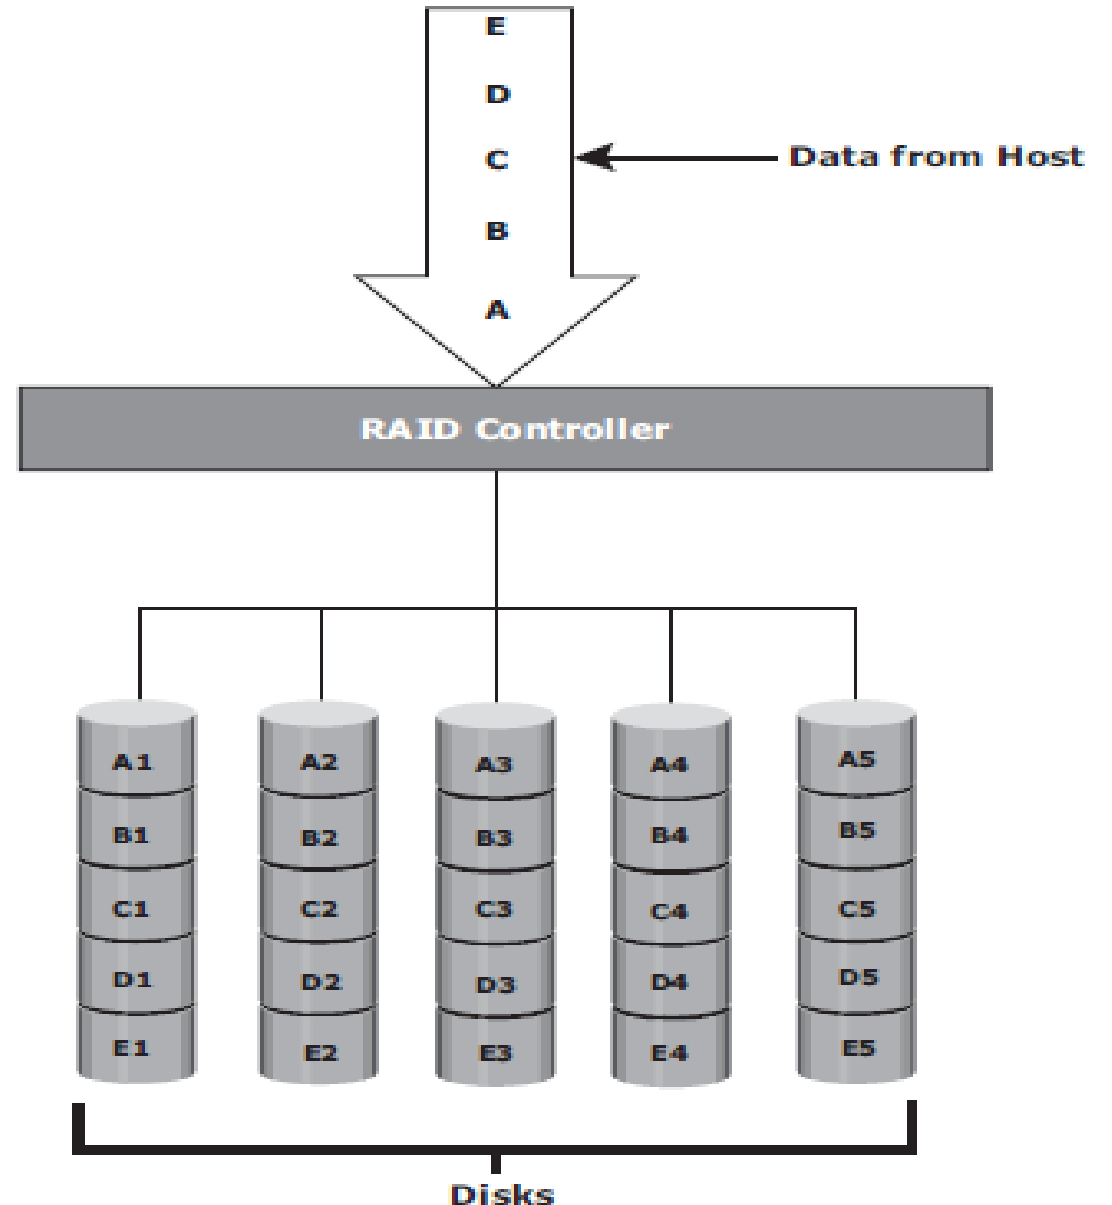 E
D
C
Data from Host
B
A
RAID Controller
A1 A2 A3 A4 A5
B1 B2 B3 B4 B5
C1 C2 C3 C4 C5
D1 D2 D3 D4 D5
E1 E2 E3 E4 E5
Disks